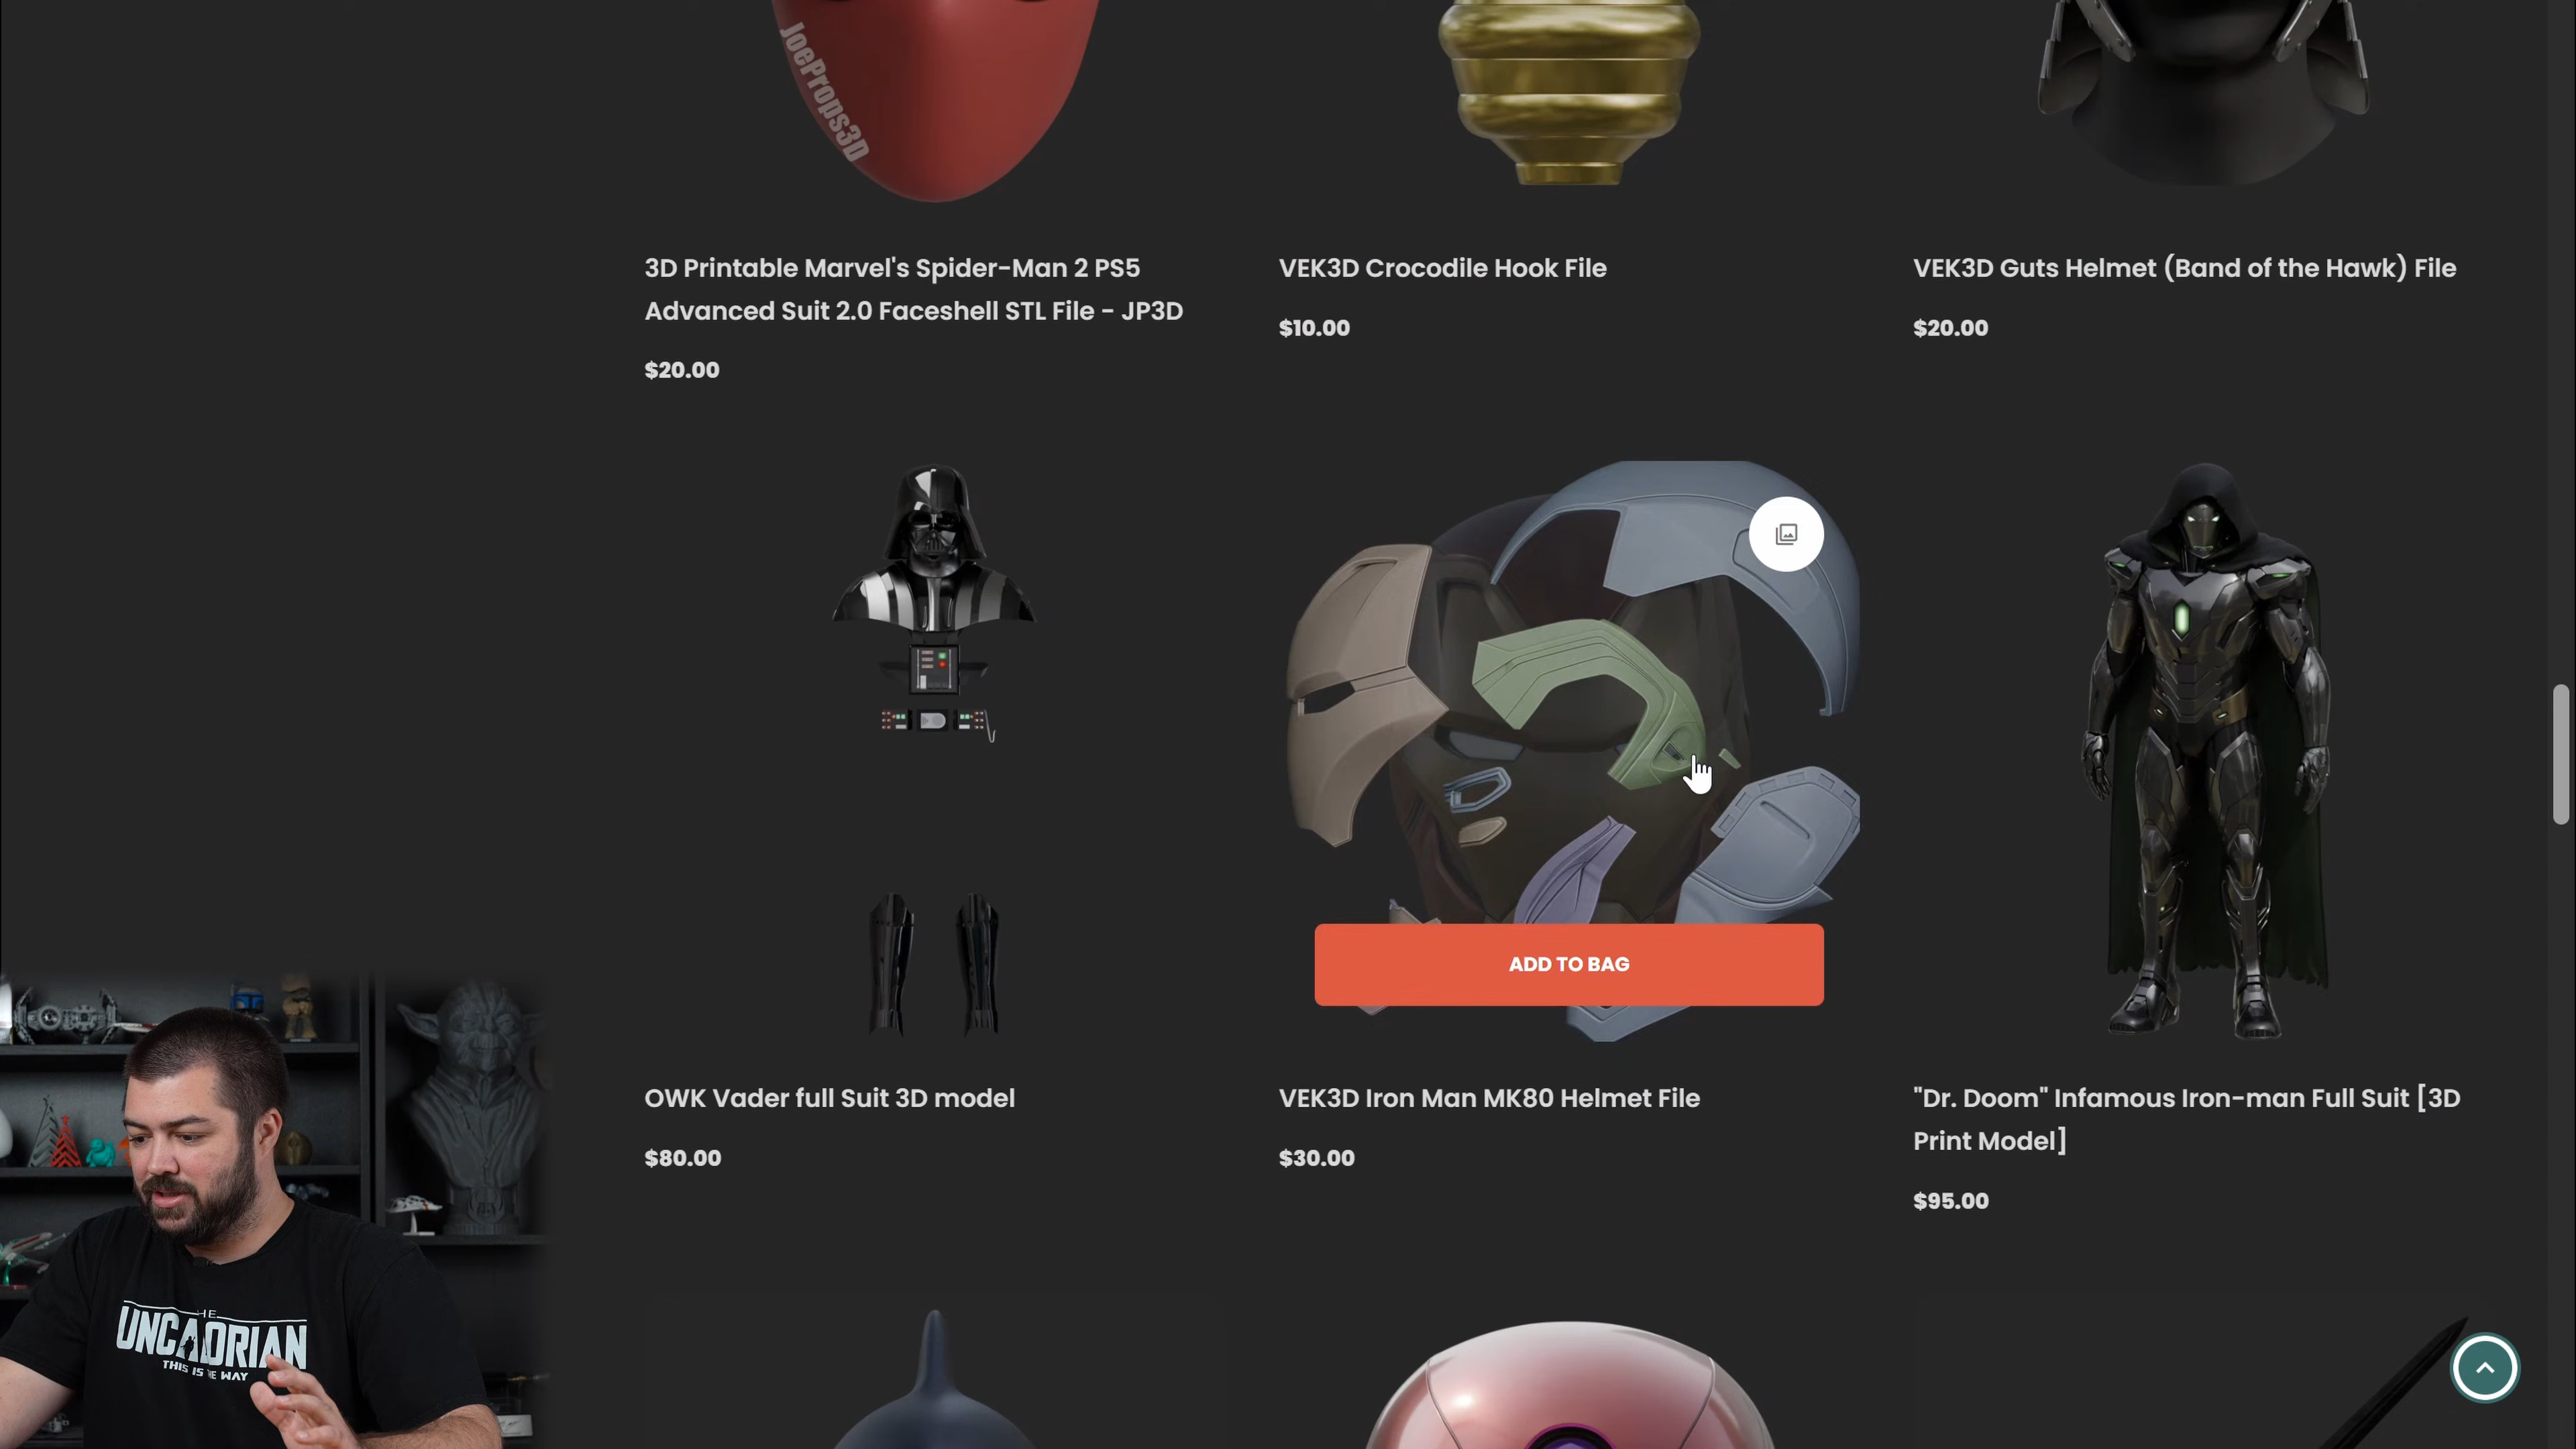 JoeProps3D
3D Printable Marvel's Spider-Man 2 PS5
Advanced Suit 2.0 Faceshell STL File - JP3D
$20.00
VEK3D Crocodile Hook File
$10.00
VEK3D Guts Helmet (Band of the Hawk) File
$20.00
ADD TO BAG
OWK Vader full Suit 3D model
$80.00
VEK3D Iron Man MK80 Helmet File
$30.00
"Dr. Doom" Infamous Iron-man Full Suit [3D
Print Model]
$95.00
THIS IS THE WAY